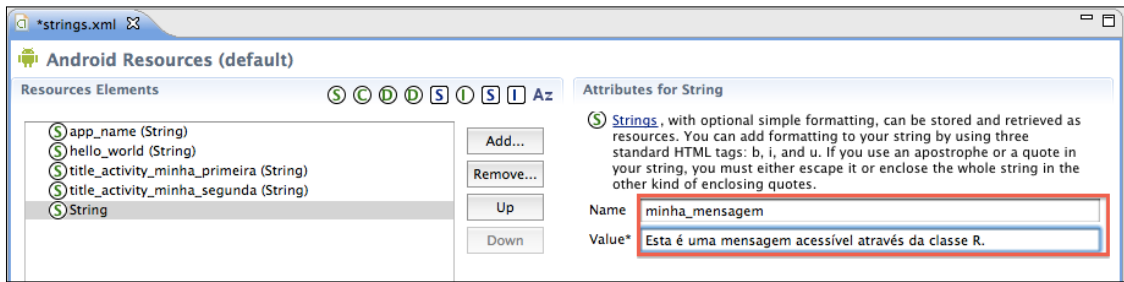 *strings.xml
Android Resources (default)
Resources Elements
S C D D S I S I Az
S app_name (String)
S hello_world (String)
S title_activity_minha_primeira (String)
S title_activity_minha_segunda (String)
S String
Add...
Remove...
Up
Down
Attributes for String
S Strings, with optional simple formatting, can be stored and retrieved as
resources. You can add formatting to your string by using three
standard HTML tags: b, i, and u. If you use an apostrophe or a quote in
your string, you must either escape it or enclose the whole string in the
other kind of enclosing quotes.
Name minha_mensagem
Value* Esta é uma mensagem acessível através da classe R.